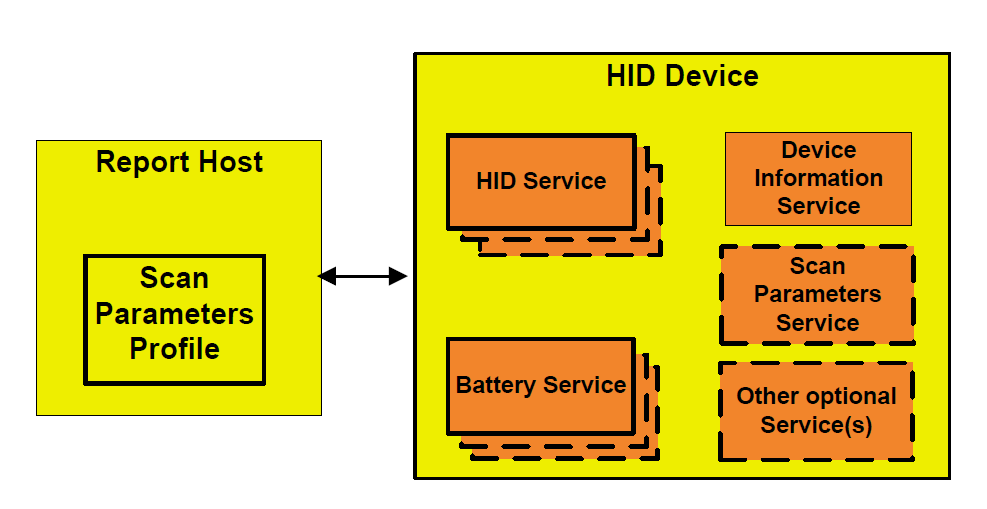 Report Host
Scan
Parameters
Profile
HID Device
HID Service
Battery Service
Device
Information
Service
Scan
Parameters
Service
Other optional
Service(s)